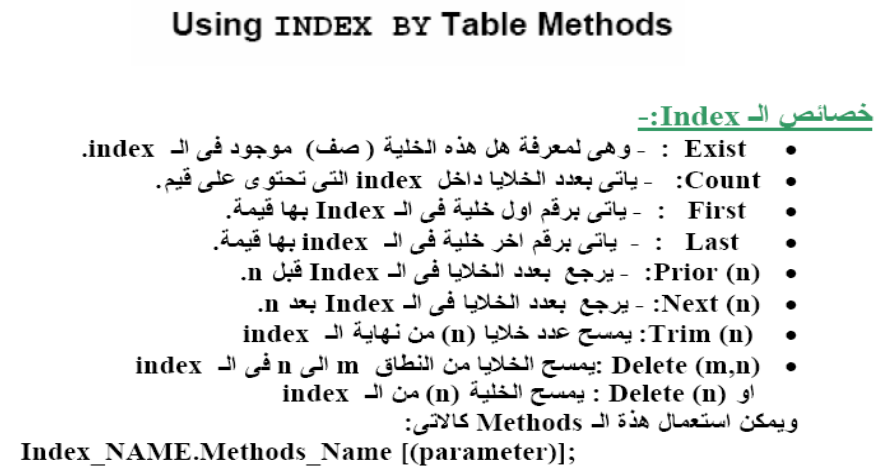 Using INDEX BY Table Methods
خصائص الـ Index:-
• Exist : - وهى لمعرفة هل هذه الخلية ( صف) موجود فى الـ index.
• Count: - ياتى بعدد الخلايا داخل index التى تحتوى على قيم.
• First : - ياتى برقم اول خلية فى الـ Index بها قيمة.
• Last : - ياتى برقم اخر خلية فى الـ index بها قيمة.
• Prior (n): - يرجع بعدد الخلايا فى الـ Index قبل n.
• Next (n): - يرجع بعدد الخلايا فى الـ Index بعد n.
• Trim (n): يمسح عدد خلايا (n) من نهاية الـ index
• Delete (m,n) :يمسح الخلايا من النطاق m الى n فى الـ index
او Delete (n) : يمسح الخلية (n) من الـ index
ويمكن استعمال هذة الـ Methods كالاتى:
Index_NAME.Methods_Name [(parameter)];